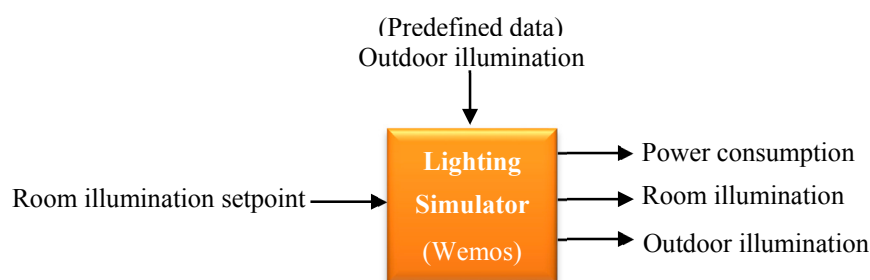 (Predefined data)
Outdoor illumination
Lighting
Simulator
(Wemos)
Room illumination setpoint
Power consumption
Room illumination
Outdoor illumination